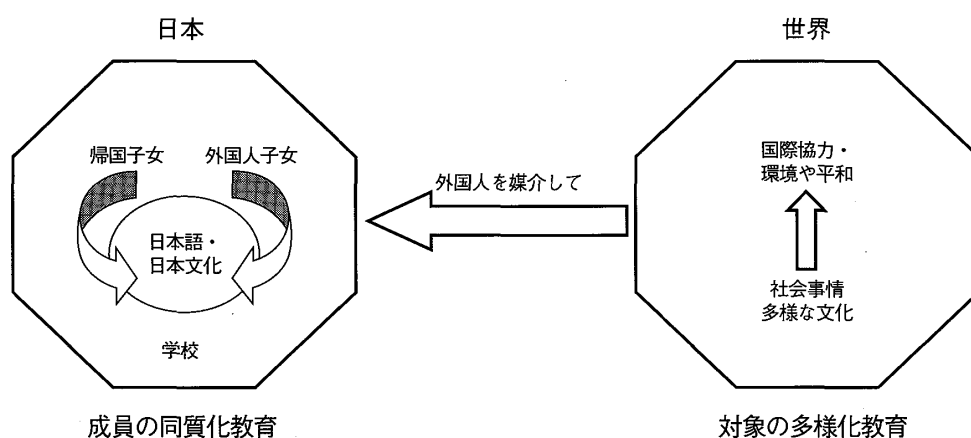 日本
世界
帰国子女
外国人子女
日本語・
日本文化
学校
外国人を媒介して
国際協力・
環境や平和
社会事情
多様な文化
成員の同質化教育
対象の多様化教育